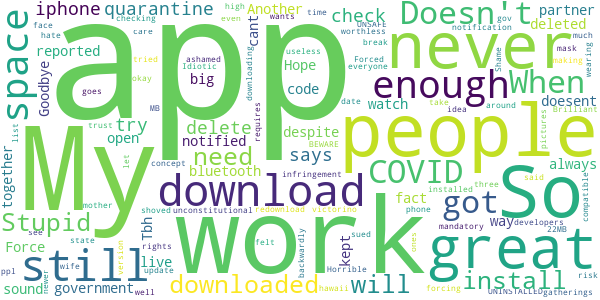 iphone quarantine
checking
high
Another
time
wants
Doesn't
partner
deleted
gov
care
even
check
UNSAFE
hate
okay
tried
face
space
reported
Idiotic
ashamed
useless
cant
worthless
break
notification
never
much
mask
wearing
Goodbye
goes
big
Hope
Forced
everyone
When
making
app
code
date
enough
MB
downloading
requires
watch
take
idea
around
doesent
Shame
Brilliant
list
trust
try
delete
notified
despite
BEWARE
people
pictures
together
open
need
says
COVID
always
let
concept
bluetooth
infringement
fact
installed
three
said
My
download
redownload
victorino
got
So
compatible
mother
unconstitutional
phone
way
developers
Stupid
Tbh
shoved
felt
sued
mandatory
22MB
see
state
rights
kept
work
great
version
Force
live
update
backwardly
ones
sound
newer
still
wife
Horrible
will
install
forcing
risk
ppl
government
well
downloaded
hawaii
UNINSTALLED
gatherings